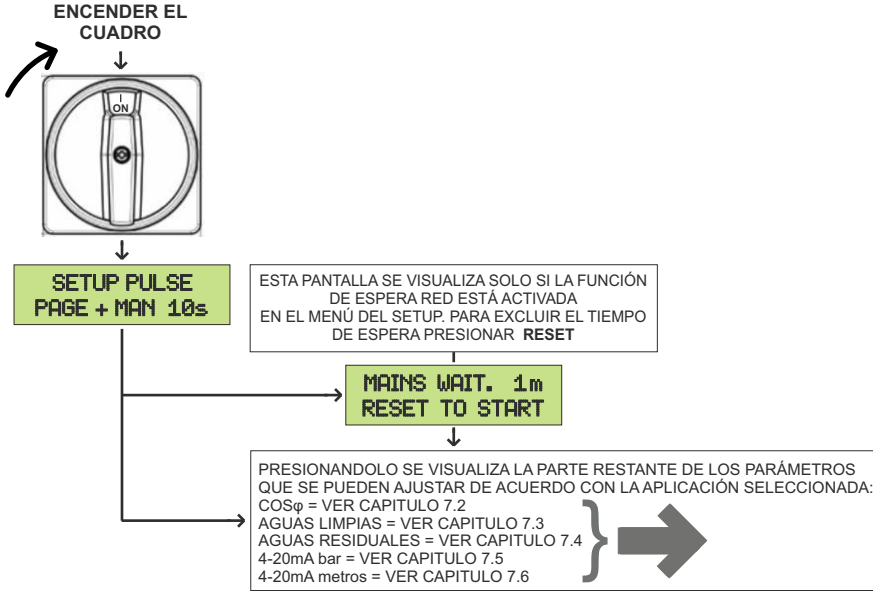 ENCENDER EL
CUADRO
I
ON
SETUP PULSE
PAGE + MAN 10s
ESTA PANTALLA SE VISUALIZA SOLO SI LA FUNCIÓN
DE ESPERA RED ESTÁ ACTIVADA
EN EL MENÚ DEL SETUP. PARA EXCLUIR EL TIEMPO
DE ESPERA PRESIONAR RESET
MAINS WAIT. 1m
RESET TO START
PRESIONANDOLO SE VISUALIZA LA PARTE RESTANTE DE LOS PARÁMETROS
QUE SE PUEDEN AJUSTAR DE ACUERDO CON LA APLICACIÓN SELECCIONADA:
COSφ = VER CAPITULO 7.2
AGUAS LIMPIAS = VER CAPITULO 7.3
AGUAS RESIDUALES = VER CAPITULO 7.4
4-20mA bar = VER CAPITULO 7.5
4-20mA metros = VER CAPITULO 7.6